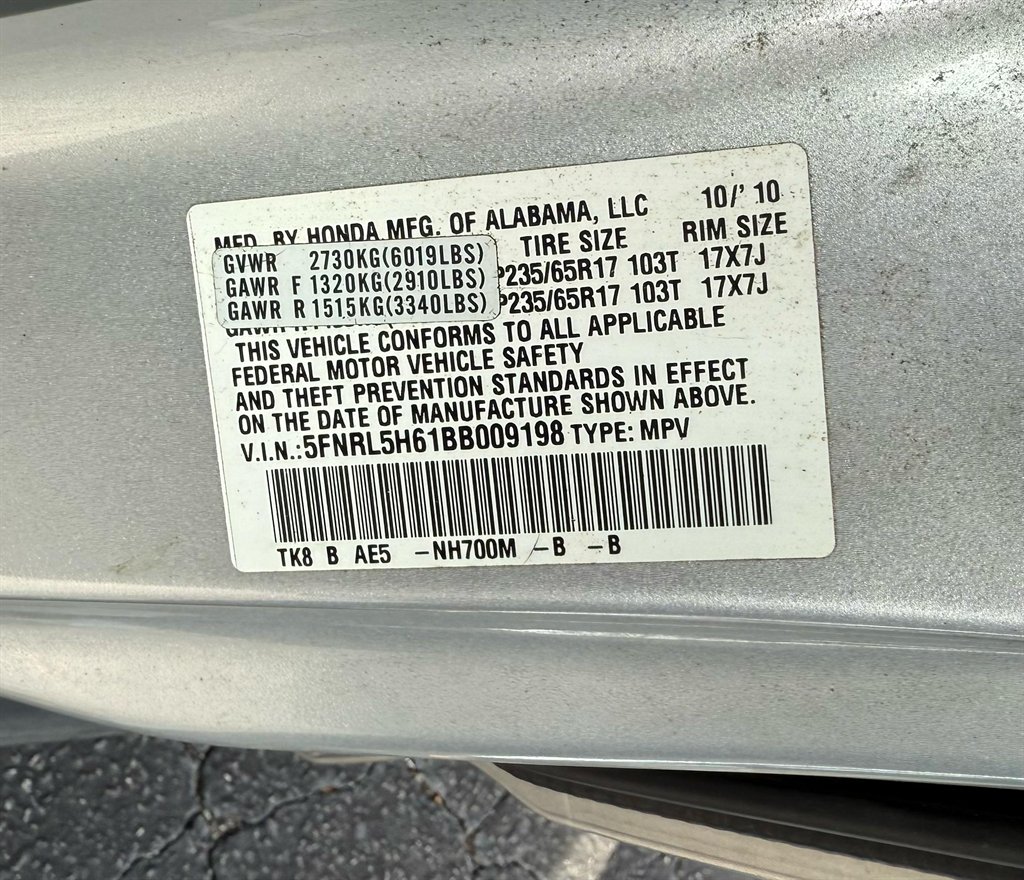 MFD. BY HONDA MFG. OF ALABAMA, LLC 10/' 10
TIRE SIZE RIM SIZE
GVWR 2730KG(6019LBS)
GAWR F 1320KG(2910LBS) P235/65R17 103T 17X7J
GAWR R 1515KG(3340LBS) P235/65R17 103T 17X7J
THIS VEHICLE CONFORMS TO ALL APPLICABLE
FEDERAL MOTOR VEHICLE SAFETY
AND THEFT PREVENTION STANDARDS IN EFFECT
ON THE DATE OF MANUFACTURE SHOWN ABOVE.
V.I.N.:5FNRL5H61BB009198 TYPE: MPV
TK8 B AE5 -NH700M -B -B